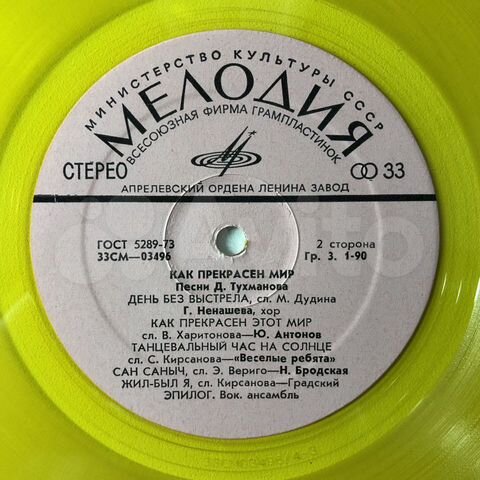 МИНИСТЕРСТВО КУЛЬТУРЫ СССР
МЕЛОДИЯ
ВСЕСОЮЗНАЯ ФИРМА ГРАМПЛАСТИНОК
СТЕРЕО 33
АПРЕЛЕВСКИЙ ОРДЕНА ЛЕНИНА ЗАВОД
ГОСТ 5289-73 2 сторона
33СМ—03496 Гр. 3. 1-90
КАК ПРЕКРАСЕН МИР
Песни Д. Тухманова
ДЕНЬ БЕЗ ВЫСТРЕЛА, сл. М. Дудина
Г. Ненашева, хор
КАК ПРЕКРАСЕН ЭТОТ МИР
сл. В. Харитонова—Ю. Антонов
ТАНЦЕВАЛЬНЫЙ ЧАС НА СОЛНЦЕ
сл. С. Кирсанова—«Веселые ребята»
САН САНЫЧ, сл. Э. Вериго—Н. Бродская
ЖИЛ-БЫЛ Я, сл. Кирсанова—Градский
ЭПИЛОГ. Вок. ансамбль
Avito